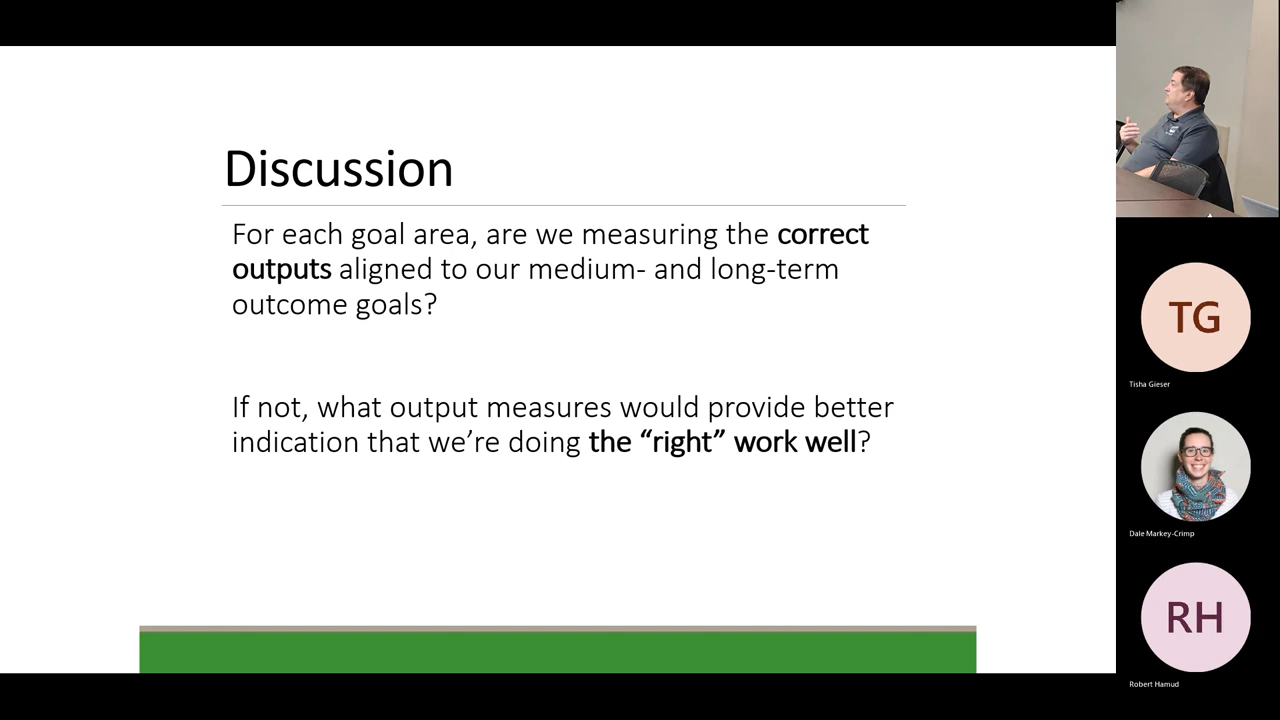 Discussion
For each goal area, are we measuring the correct
outputs aligned to our medium- and long-term
outcome goals?
If not, what output measures would provide better
indication that we’re doing the “right” work well?
TG
Tisha Gieser
Dale Markey-Crimp
RH
Robert Hamud